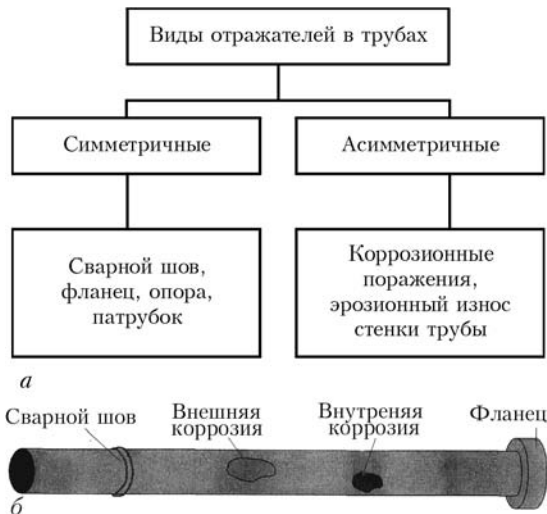 Виды отражателей в трубах
Симметричные
Асимметричные
Сварной шов,
фланец, опора,
патрубок
Коррозионные
поражения,
эрозионный износ
стенки трубы
а
Сварной шов
Внешняя
коррозия
Внутреняя
коррозия
Фланец
б